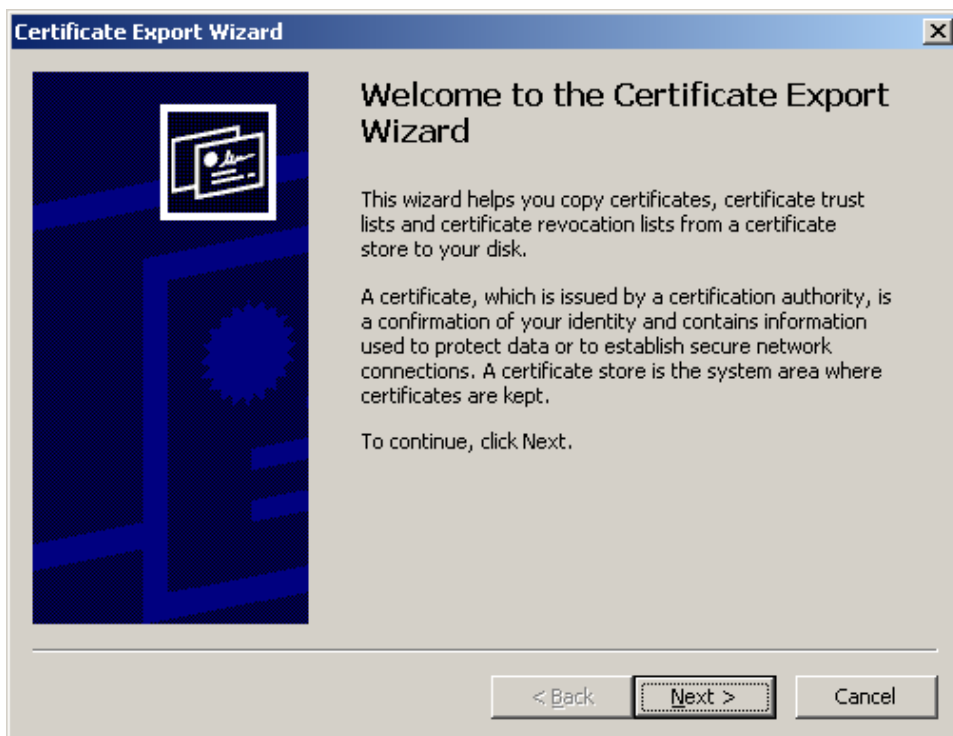 Certificate Export Wizard
Welcome to the Certificate Export
Wizard
This wizard helps you copy certificates, certificate trust
lists and certificate revocation lists from a certificate
store to your disk.
A certificate, which is issued by a certification authority, is
a confirmation of your identity and contains information
used to protect data or to establish secure network
connections. A certificate store is the system area where
certificates are kept.
To continue, click Next.
< Back Next > Cancel